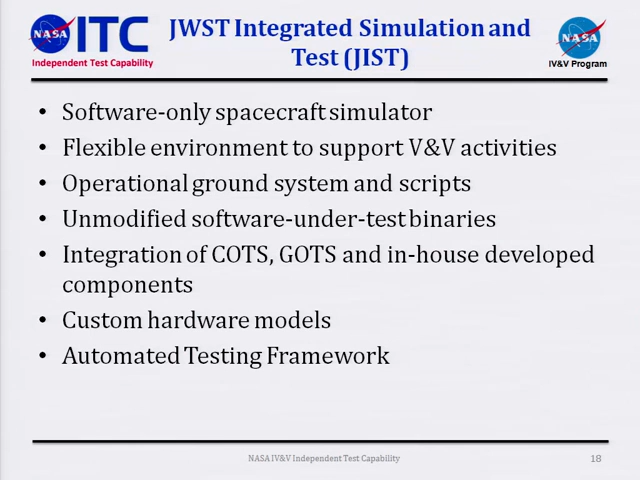 NASA
ITC
Independent Test Capability
JWST Integrated Simulation and
Test (JIST)
NASA
IV&V Program
• Software-only spacecraft simulator
• Flexible environment to support V&V activities
• Operational ground system and scripts
• Unmodified software-under-test binaries
• Integration of COTS, GOTS and in-house developed
components
• Custom hardware models
• Automated Testing Framework
NASA IV&V Independent Test Capability
18